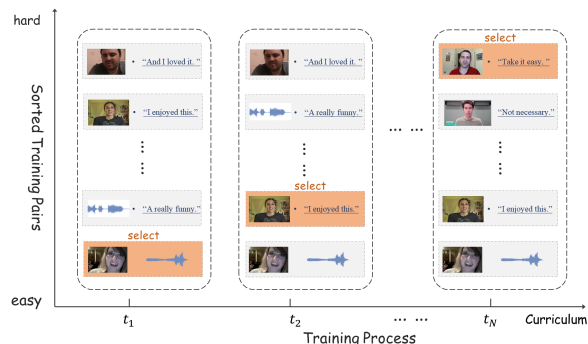 hard
Sorted Training Pairs
easy
"And I loved it. "
"I enjoyed this."
"A really funny."
select
"And I loved it. "
"A really funny."
select
"I enjoyed this."
... ...
select
"Take it easy. "
"Not necessary."
"I enjoyed this."
t1
t2
... ...
tN
Curriculum
Training Process